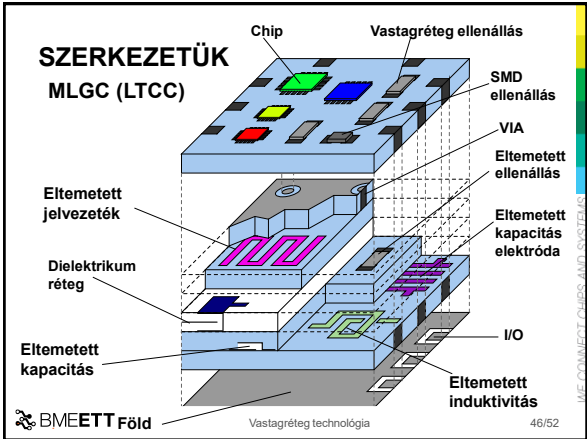 SZERKEZETÜK
MLGC (LTCC)
Chip
Vastagréteg ellenállás
SMD
ellenállás
VIA
Eltemetett
ellenállás
Eltemetett
jelvezeték
Eltemetett
kapacitás
elektróda
Dielektrikum
réteg
I/O
Eltemetett
kapacitás
Eltemetett
induktivitás
Föld
BMEETT
Vastagréteg technológia
46/52
WE CONNECT CHIPS AND SYSTEMS